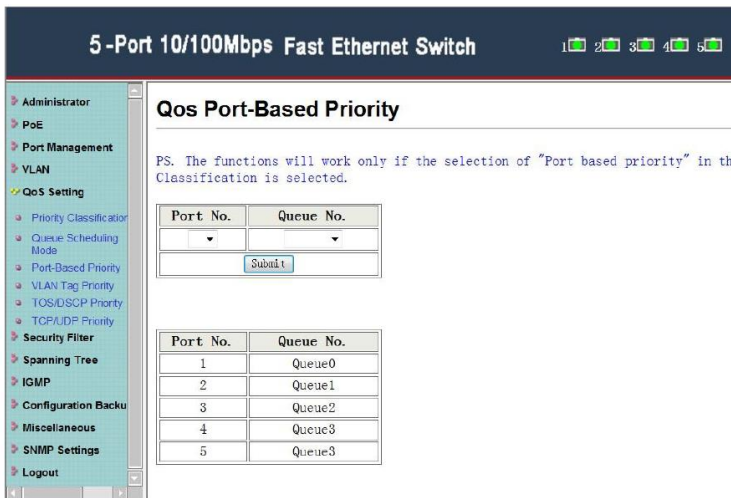 5-Port 10/100Mbps Fast Ethernet Switch
1 2 3 4 5
Administrator
PoE
Port Management
VLAN
QoS Setting
Priority Classification
Queue Scheduling
Mode
Port-Based Priority
VLAN Tag Priority
TOS/DSCP Priority
TCP/UDP Priority
Security Filter
Spanning Tree
IGMP
Configuration Backu
Miscellaneous
SNMP Settings
Logout
Qos Port-Based Priority
PS. The functions will work only if the selection of "Port based priority" in th
Classification is selected.
Port No. Queue No.
Submit
Port No. Queue No.
1 Queue0
2 Queue1
3 Queue2
4 Queue3
5 Queue3